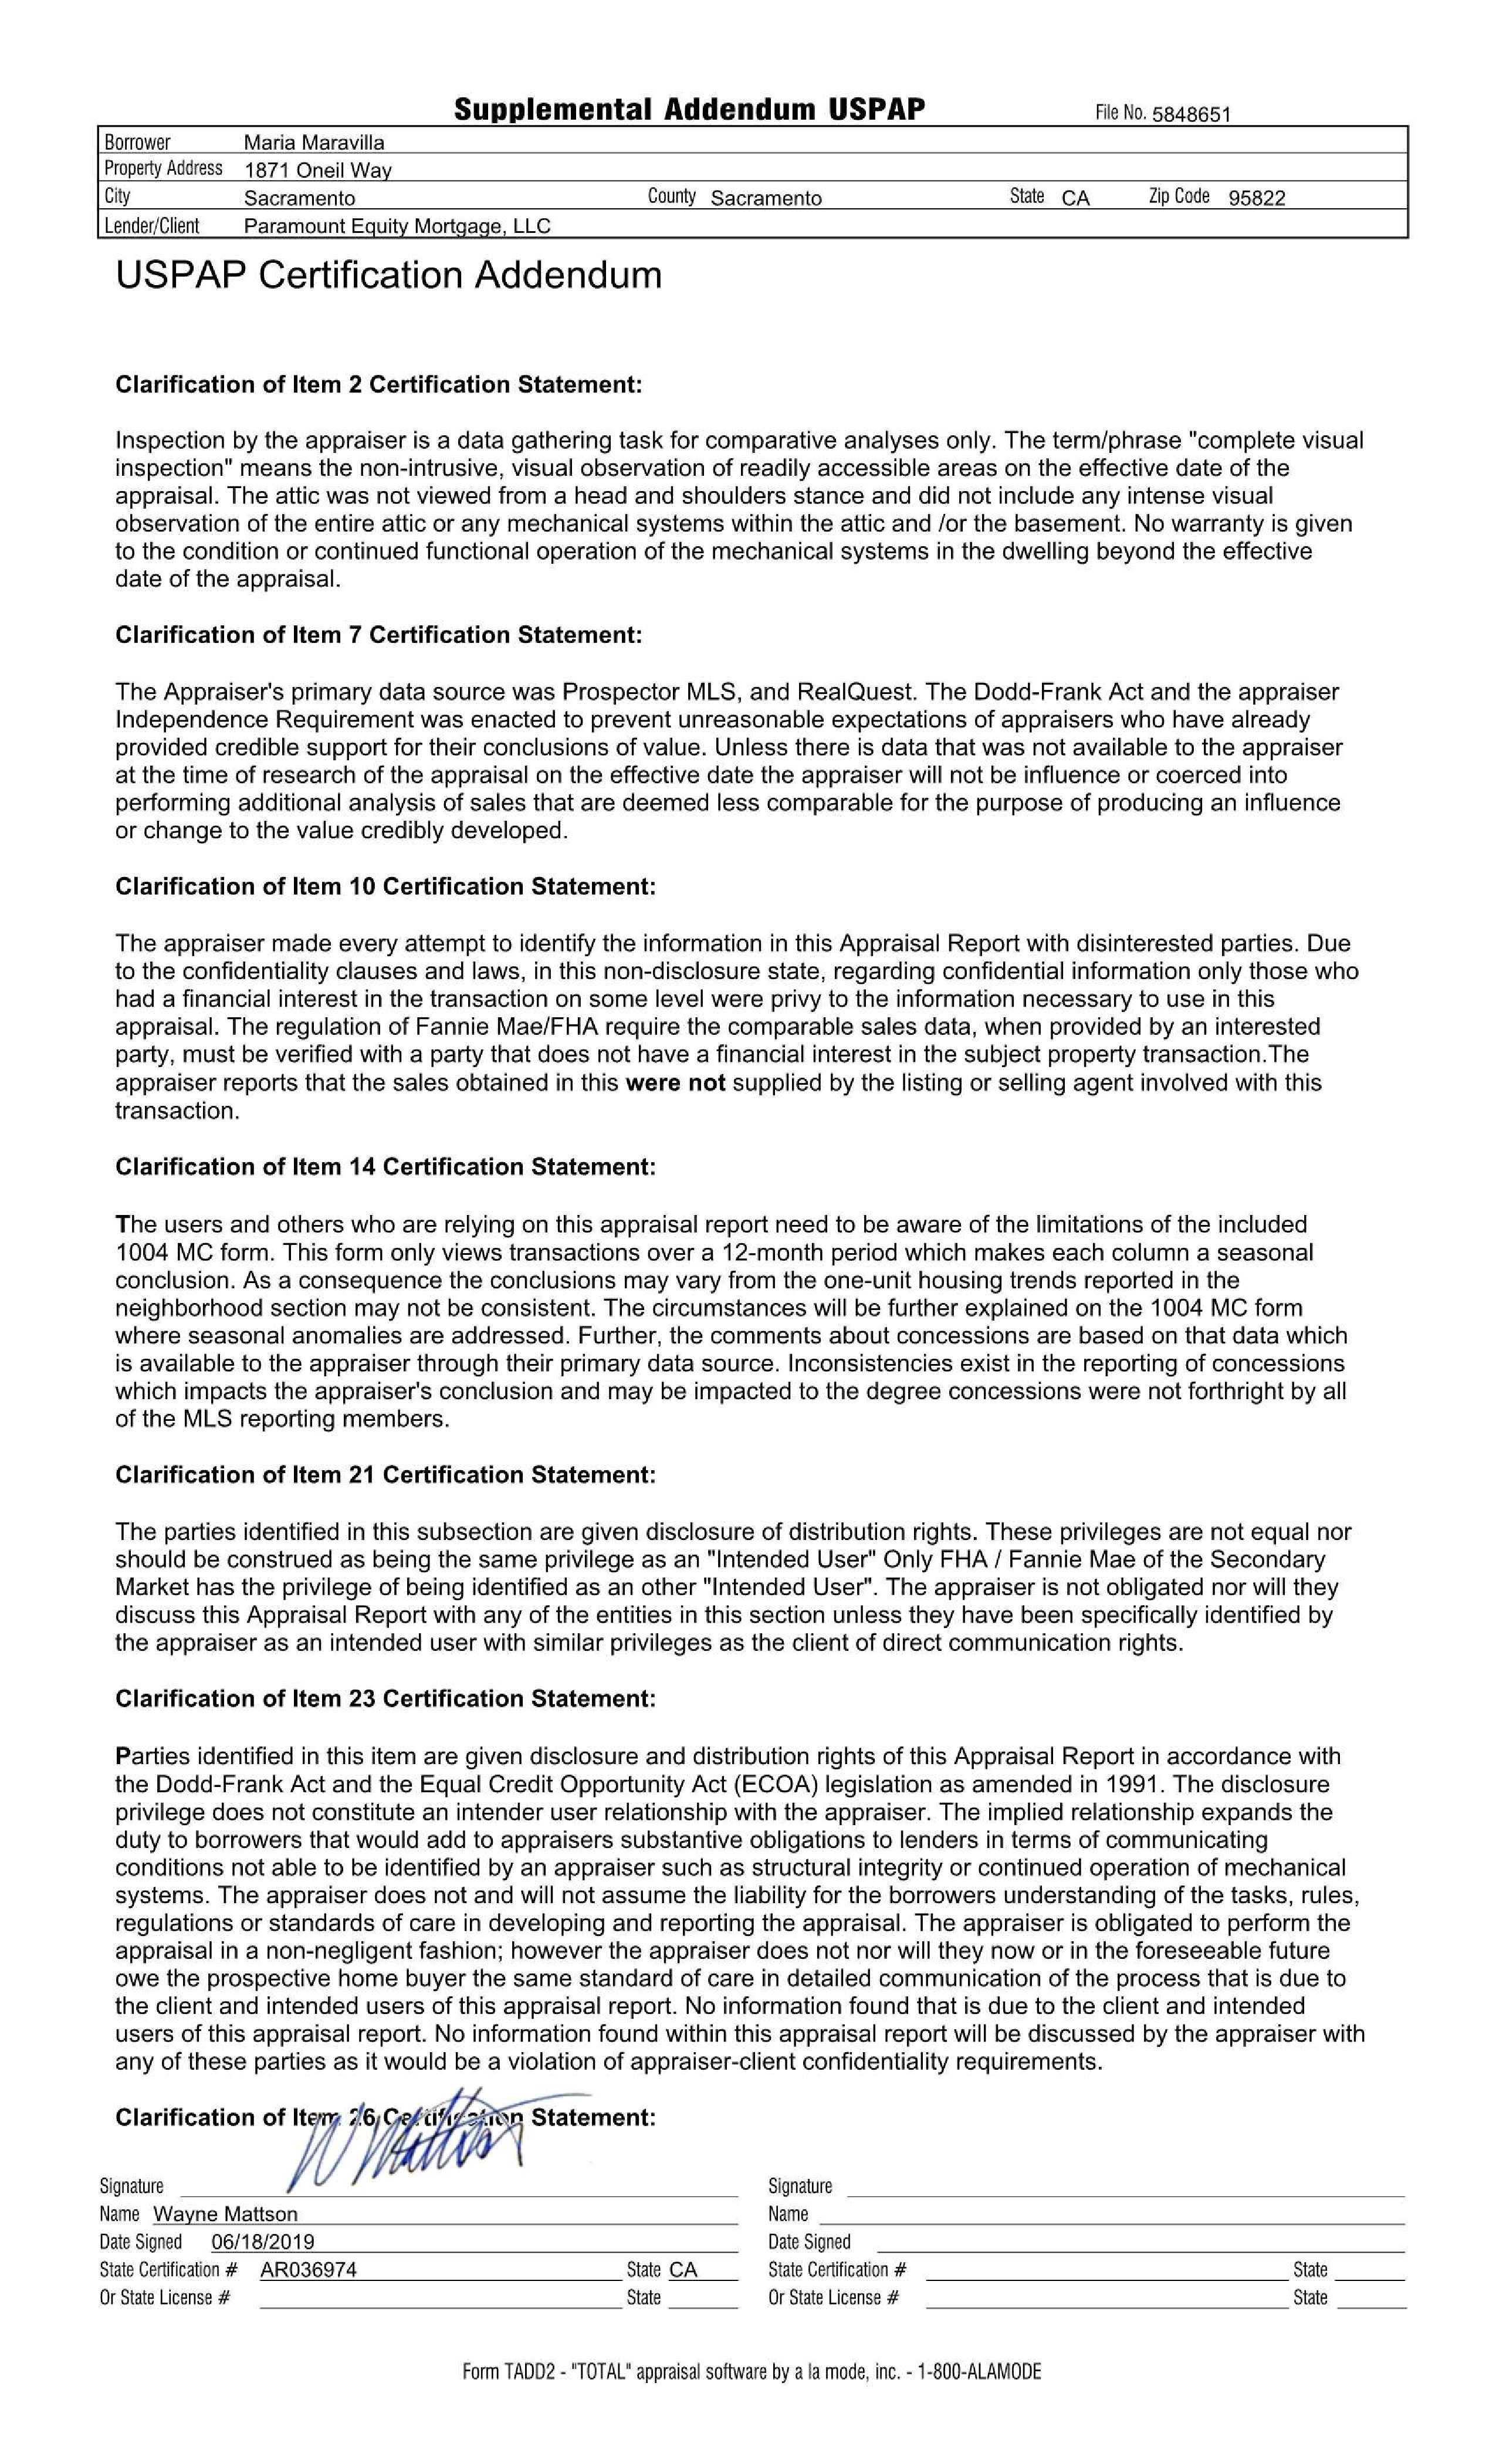 Supplemental Addendum USPAP File No. 5848651
Borrower Maria Maravilla
Property Address 1871 Oneil Way
City Sacramento County Sacramento State CA Zip Code 95822
Lender/Client Paramount Equity Mortgage, LLC
USPAP Certification Addendum
Clarification of Item 2 Certification Statement:
Inspection by the appraiser is a data gathering task for comparative analyses only. The term/phrase "complete visual
inspection" means the non-intrusive, visual observation of readily accessible areas on the effective date of the
appraisal. The attic was not viewed from a head and shoulders stance and did not include any intense visual
observation of the entire attic or any mechanical systems within the attic and /or the basement. No warranty is given
to the condition or continued functional operation of the mechanical systems in the dwelling beyond the effective
date of the appraisal.
Clarification of Item 7 Certification Statement:
The Appraiser's primary data source was Prospector MLS, and RealQuest. The Dodd-Frank Act and the appraiser
Independence Requirement was enacted to prevent unreasonable expectations of appraisers who have already
provided credible support for their conclusions of value. Unless there is data that was not available to the appraiser
at the time of research of the appraisal on the effective date the appraiser will not be influence or coerced into
performing additional analysis of sales that are deemed less comparable for the purpose of producing an influence
or change to the value credibly developed.
Clarification of Item 10 Certification Statement:
The appraiser made every attempt to identify the information in this Appraisal Report with disinterested parties. Due
to the confidentiality clauses and laws, in this non-disclosure state, regarding confidential information only those who
had a financial interest in the transaction on some level were privy to the information necessary to use in this
appraisal. The regulation of Fannie Mae/FHA require the comparable sales data, when provided by an interested
party, must be verified with a party that does not have a financial interest in the subject property transaction.The
appraiser reports that the sales obtained in this were not supplied by the listing or selling agent involved with this
transaction.
Clarification of Item 14 Certification Statement:
The users and others who are relying on this appraisal report need to be aware of the limitations of the included
1004 MC form. This form only views transactions over a 12-month period which makes each column a seasonal
conclusion. As a consequence the conclusions may vary from the one-unit housing trends reported in the
neighborhood section may not be consistent. The circumstances will be further explained on the 1004 MC form
where seasonal anomalies are addressed. Further, the comments about concessions are based on that data which
is available to the appraiser through their primary data source. Inconsistencies exist in the reporting of concessions
which impacts the appraiser's conclusion and may be impacted to the degree concessions were not forthright by all
of the MLS reporting members.
Clarification of Item 21 Certification Statement:
The parties identified in this subsection are given disclosure of distribution rights. These privileges are not equal nor
should be construed as being the same privilege as an "Intended User" Only FHA / Fannie Mae of the Secondary
Market has the privilege of being identified as an other "Intended User". The appraiser is not obligated nor will they
discuss this Appraisal Report with any of the entities in this section unless they have been specifically identified by
the appraiser as an intended user with similar privileges as the client of direct communication rights.
Clarification of Item 23 Certification Statement:
Parties identified in this item are given disclosure and distribution rights of this Appraisal Report in accordance with
the Dodd-Frank Act and the Equal Credit Opportunity Act (ECOA) legislation as amended in 1991. The disclosure
privilege does not constitute an intender user relationship with the appraiser. The implied relationship expands the
duty to borrowers that would add to appraisers substantive obligations to lenders in terms of communicating
conditions not able to be identified by an appraiser such as structural integrity or continued operation of mechanical
systems. The appraiser does not and will not assume the liability for the borrowers understanding of the tasks, rules,
regulations or standards of care in developing and reporting the appraisal. The appraiser is obligated to perform the
appraisal in a non-negligent fashion; however the appraiser does not nor will they now or in the foreseeable future
owe the prospective home buyer the same standard of care in detailed communication of the process that is due to
the client and intended users of this appraisal report. No information found that is due to the client and intended
users of this appraisal report. No information found within this appraisal report will be discussed by the appraiser with
any of these parties as it would be a violation of appraiser-client confidentiality requirements.
Clarification of Item 26 Certification Statement:
Signature W Mattson Signature
Name Wayne Mattson Name
Date Signed 06/18/2019 Date Signed
State Certification # AR036974 State CA State Certification # State
Or State License # State Or State License # State
Form TADD2 - "TOTAL" appraisal software by a la mode, inc. - 1-800-ALAMODE